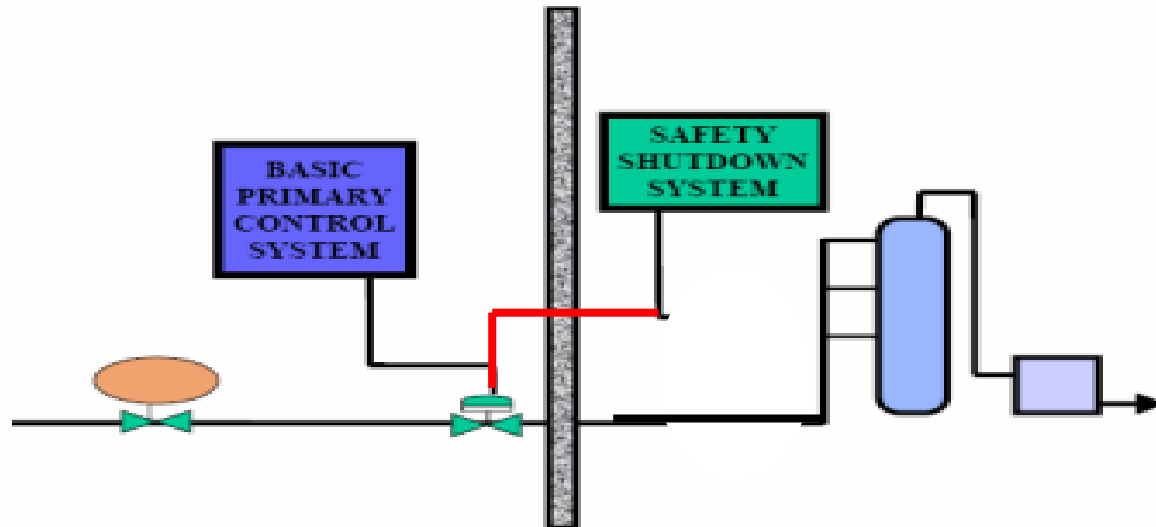 BASIC
PRIMARY
CONTROL
SYSTEM
SAFETY
SHUTDOWN
SYSTEM